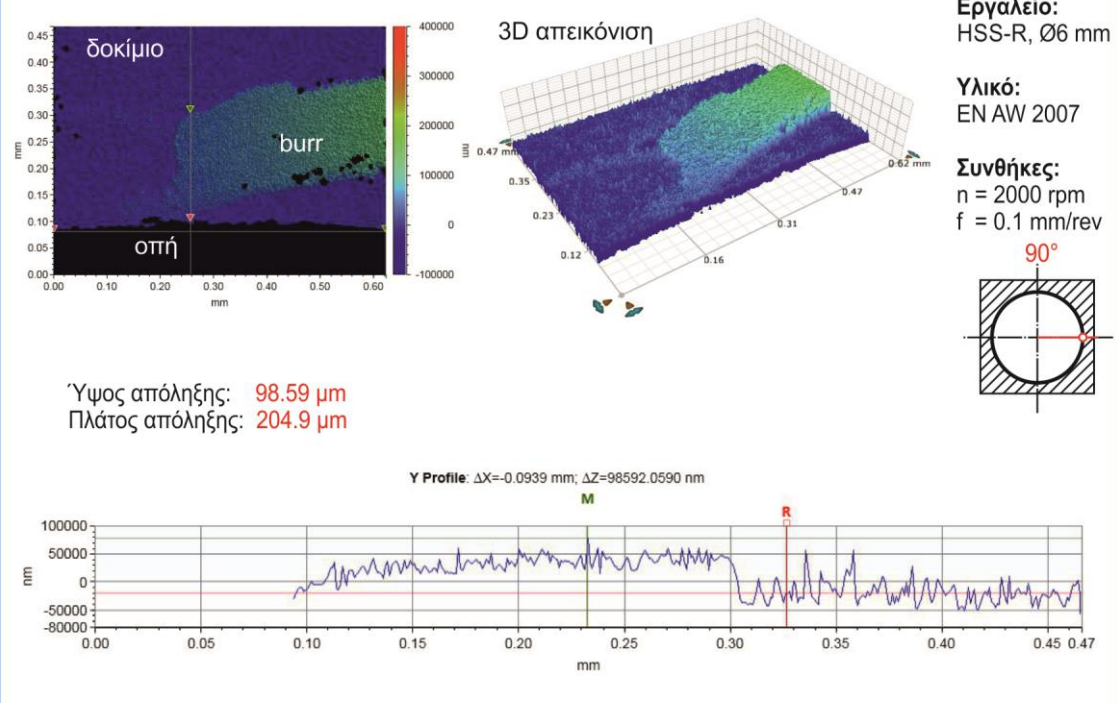 δοκίμιο
burr
οπή
0.45
0.40
0.35
0.30
0.25
0.20
0.15
0.10
0.05
0.00
mm
0.00 0.10 0.20 0.30 0.40 0.50 0.60
mm
400000
300000
200000
100000
0
-100000
nm
3D απεικόνιση
0.47 mm
0.35
0.23
0.12
0.16
0.31
0.47
0.62 mm
Εργαλείο:
HSS-R, Ø6 mm
Υλικό:
EN AW 2007
Συνθήκες:
n = 2000 rpm
f = 0.1 mm/rev
90°
Ύψος απόληξης: 98.59 μm
Πλάτος απόληξης: 204.9 μm
Y Profile: ΔX=-0.0939 mm; ΔZ=98592.0590 nm
M
R
100000
50000
0
-50000
-80000
nm
0.00 0.05 0.10 0.15 0.20 0.25 0.30 0.35 0.40 0.45 0.47
mm